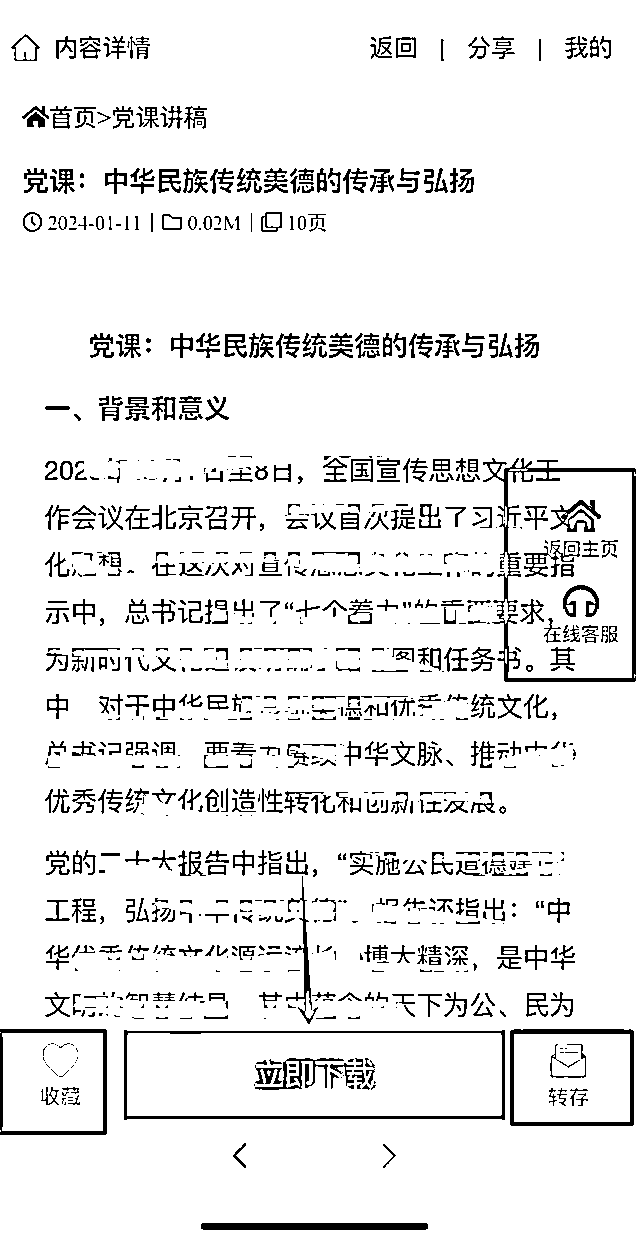 内容详情
返回 | 分享 | 我的
首页>党课讲稿
党课：中华民族传统美德的传承与弘扬
2024-01-11 | 0.02M | 10页
党课：中华民族传统美德的传承与弘扬
一、背景和意义
至8日，全国宣传思想文化工
作会议在北京召开，会议首次提出了习近平文
化思想。在这次对宣传思想文化工作的重要指
示中，总书记提出了“七个着力”的重要要求，
为新时代文化 图和任务书。其
中 对于中华民族 和优秀传统文化，
总书记强调 要着力赓续中华文脉、推动中华
优秀传统文化创造性转化和创新性发展。
党的二十大报告中指出，“实施公民道德建设
工程，弘扬中华传统美德”。报告还指出：“中
华优秀传统文化源远流长、博大精深，是中华
文明的智慧结晶，其中蕴含的天下为公、民为
返回主页
在线客服
收藏
立即下载
转存